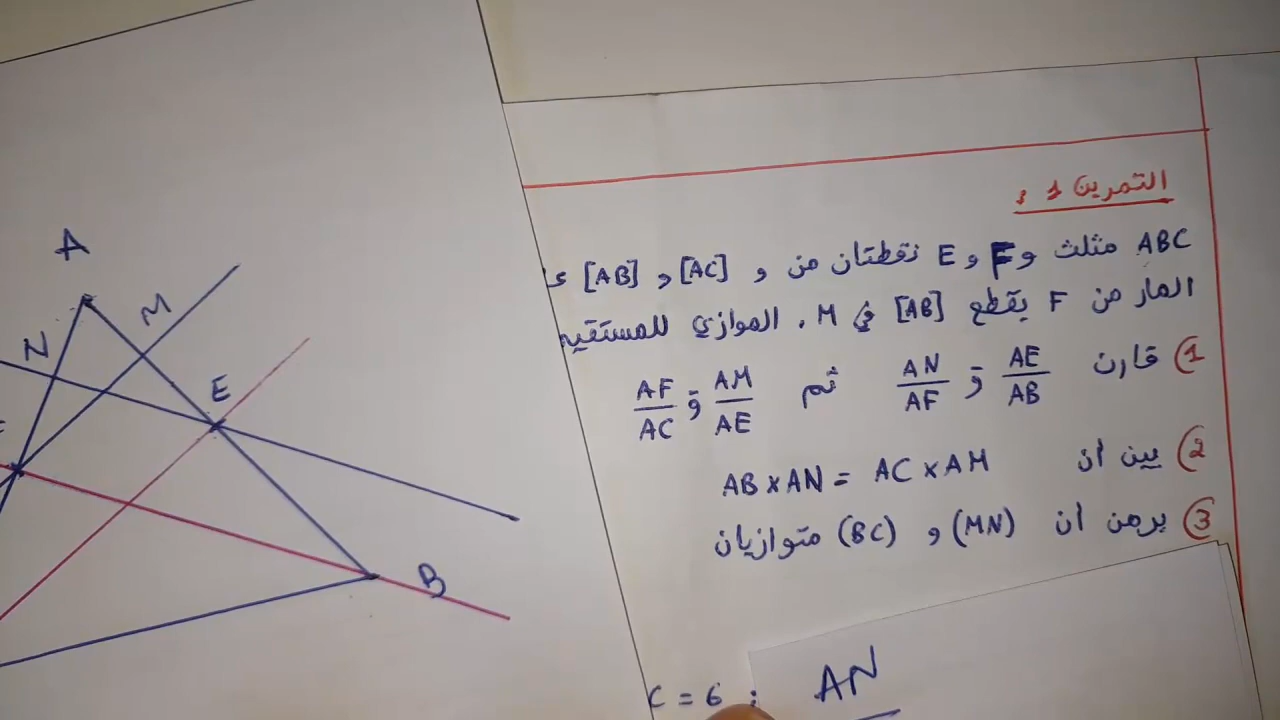 A
N
M
E
B
التمرين 1 :
ABC مثلث و F و E نقطتان من و [AC] و [AB]
المار من F يقطع [AB] في M . الموازي للمستقيم
① قارن AE/AB و AN/AF ثم AM/AE و AF/AC
② بين ان AB x AN = AC x AM
③ برهن ان (MN) و (BC) متوازيان
C = 6 ;
AN